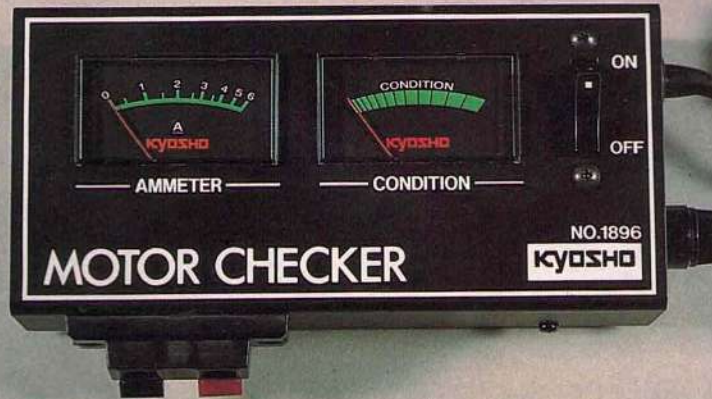 0 1 2 3 4 5 6
A
KYOSHO
AMMETER
CONDITION
KYOSHO
CONDITION
ON
OFF
MOTOR CHECKER
NO.1896
KYOSHO